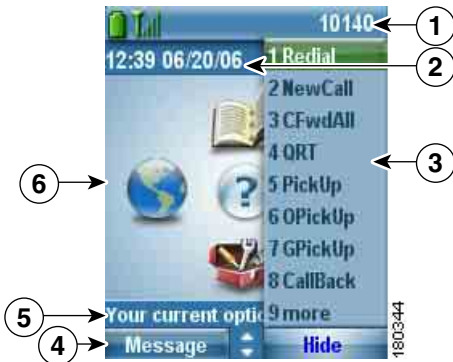 10140
1
12:39 06/20/06
2
1 Redial
2 NewCall
3 CFwdAll
4 QRT
5 PickUp
6 OPickUp
7 GPickUp
8 CallBack
9 more
3
6
?
5
Your current optio
4
Message
Hide
180344